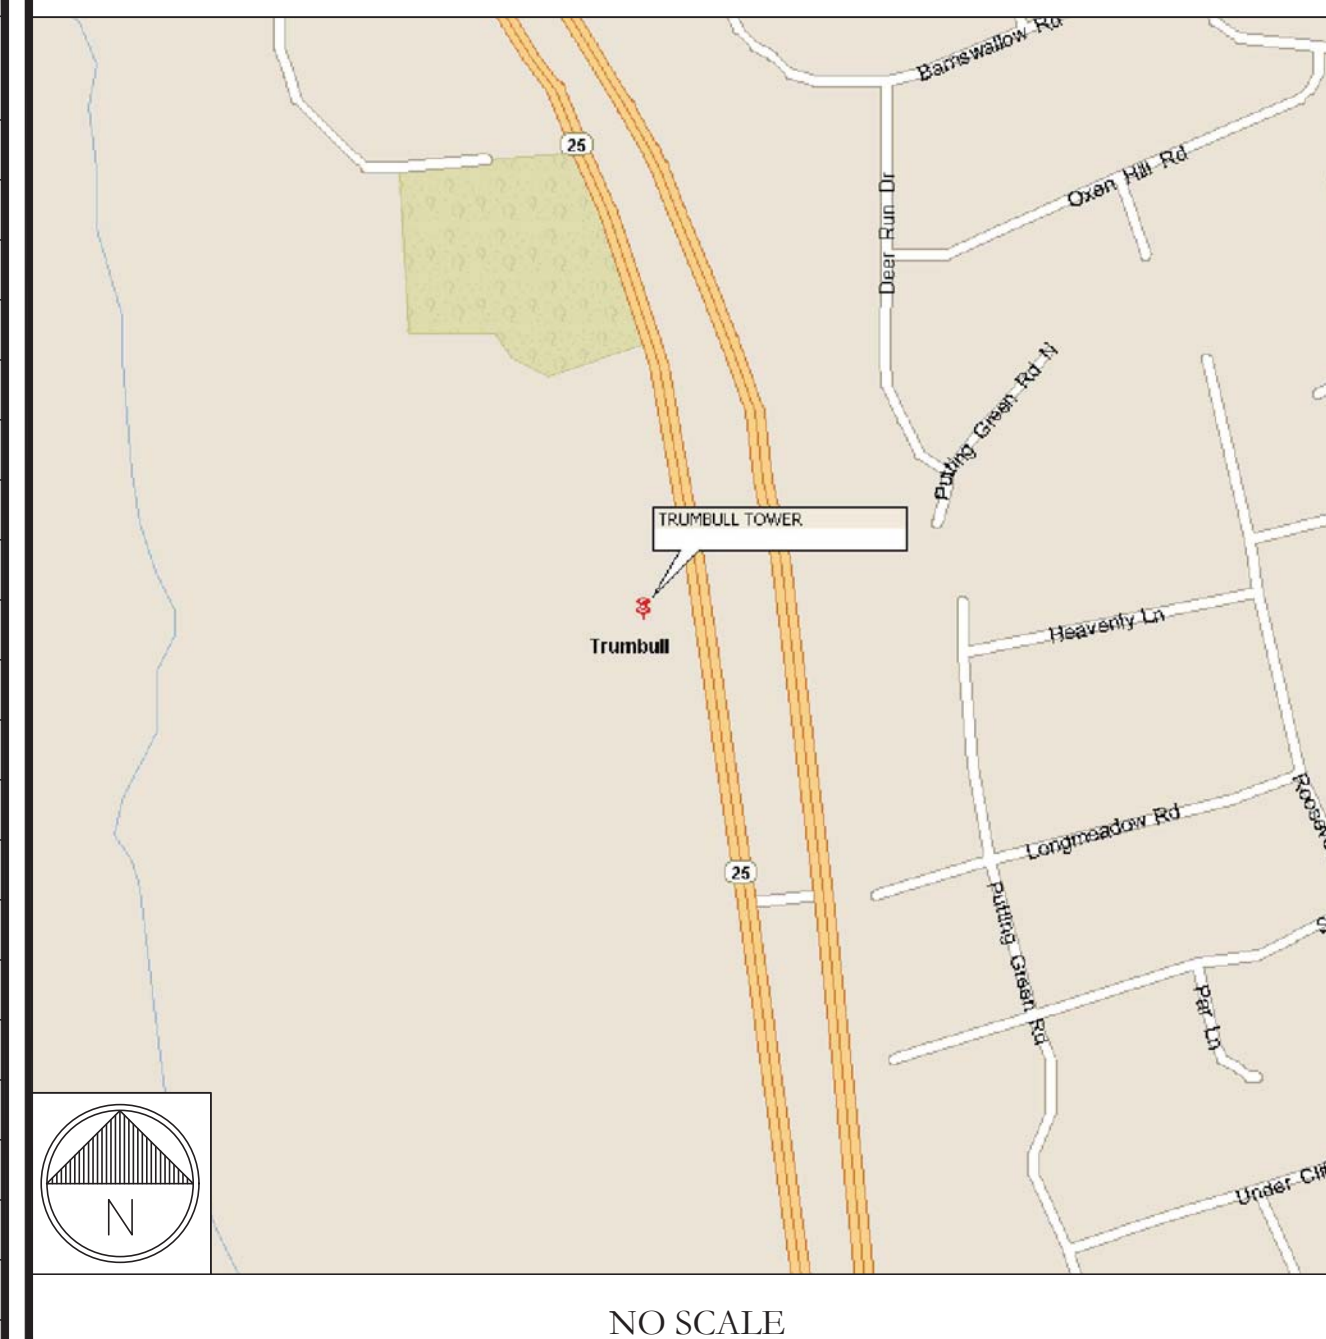 Barnswallow Rd
25
Oxen Hill Rd
Deer Run Dr
Putting Green Rd N
TRUMBULL TOWER
Trumbull
Heavenly Ln
Longmeadow Rd
25
Putting Green Rd
Par Ln
Under
N
NO SCALE